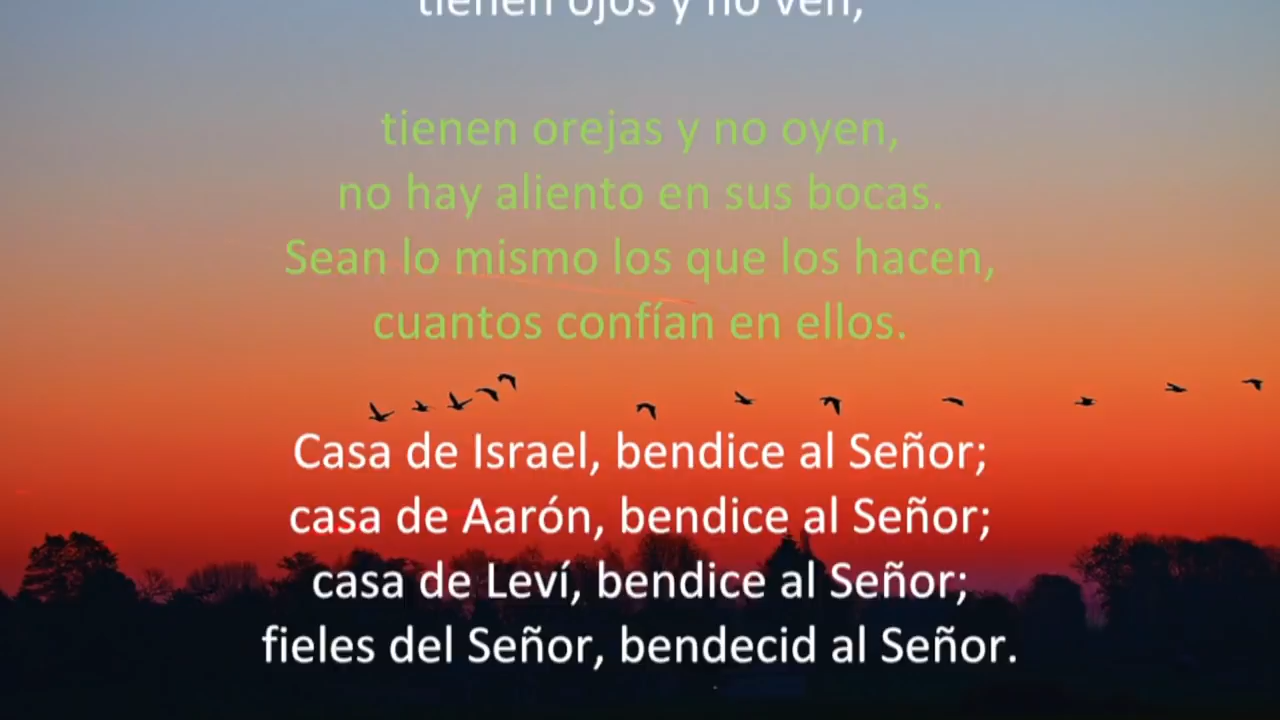 tienen ojos y no ven,
tienen orejas y no oyen,
no hay aliento en sus bocas.
Sean lo mismo los que los hacen,
cuantos confían en ellos.
Casa de Israel, bendice al Señor;
casa de Aarón, bendice al Señor;
casa de Leví, bendice al Señor;
fieles del Señor, bendecid al Señor.